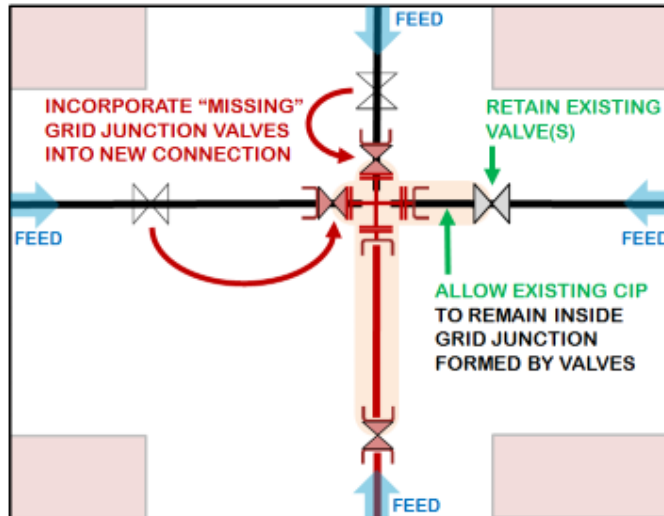 FEED
INCORPORATE “MISSING”
GRID JUNCTION VALVES
INTO NEW CONNECTION
RETAIN EXISTING
VALVE(S)
FEED
FEED
ALLOW EXISTING CIP
TO REMAIN INSIDE
GRID JUNCTION
FORMED BY VALVES
FEED